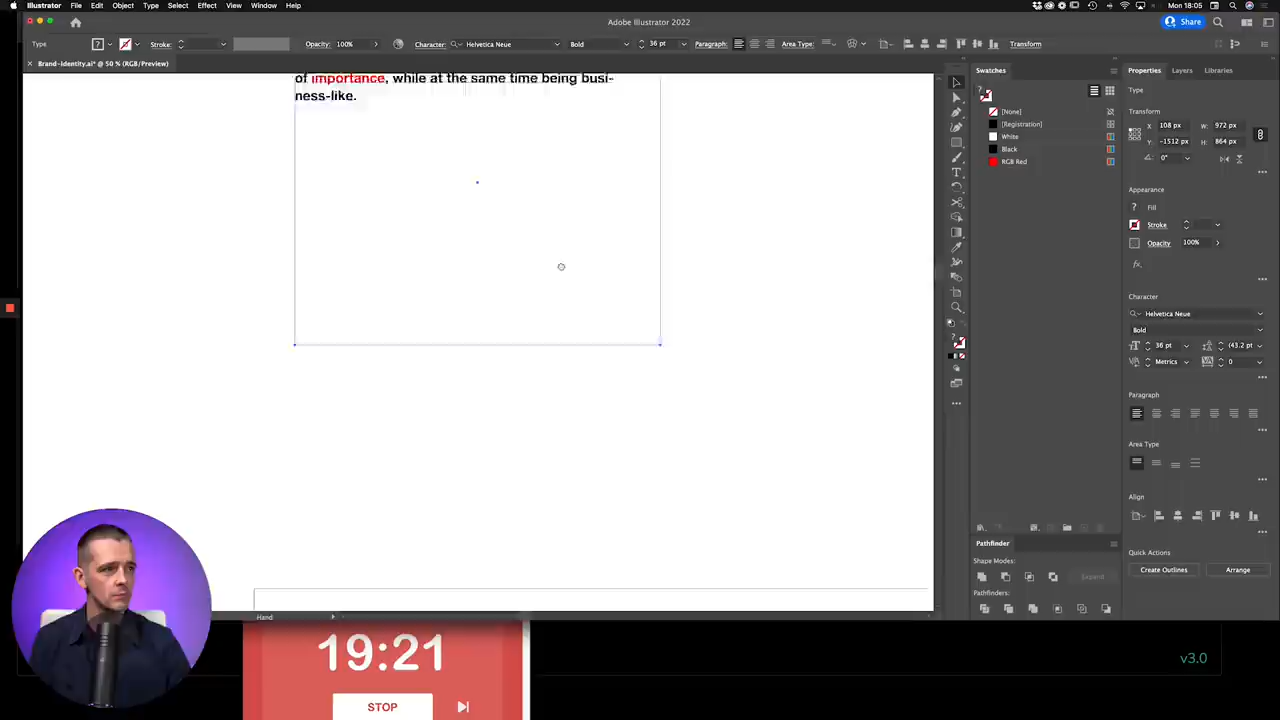 Illustrator File Edit Object Type Select Effect View Window Help
Mon 18:05
Adobe Illustrator 2022
Share
Type
Stroke:
Opacity: 100%
Character: Helvetica Neue
Bold
36 pt
Paragraph:
Area Type:
Transform
Brand-identity.ai* @ 50 % (RGB/Preview)
of importance, while at the same time being busi-
ness-like.
Hand
Swatches
[None]
[Registration]
White
Black
RGB Red
Pathfinder
Shape Modes:
Expand
Pathfinders:
Properties Layers Libraries
Type
Transform
X: 108 px W: 972 px
Y: -1512 px H: 864 px
0°
Appearance
? Fill
Stroke
Opacity 100%
fx.
Character
Helvetica Neue
Bold
36 pt (43.2 pt
Metrics 0
Paragraph
Area Type
Align
Quick Actions
Create Outlines Arrange
19:21
STOP
v3.0